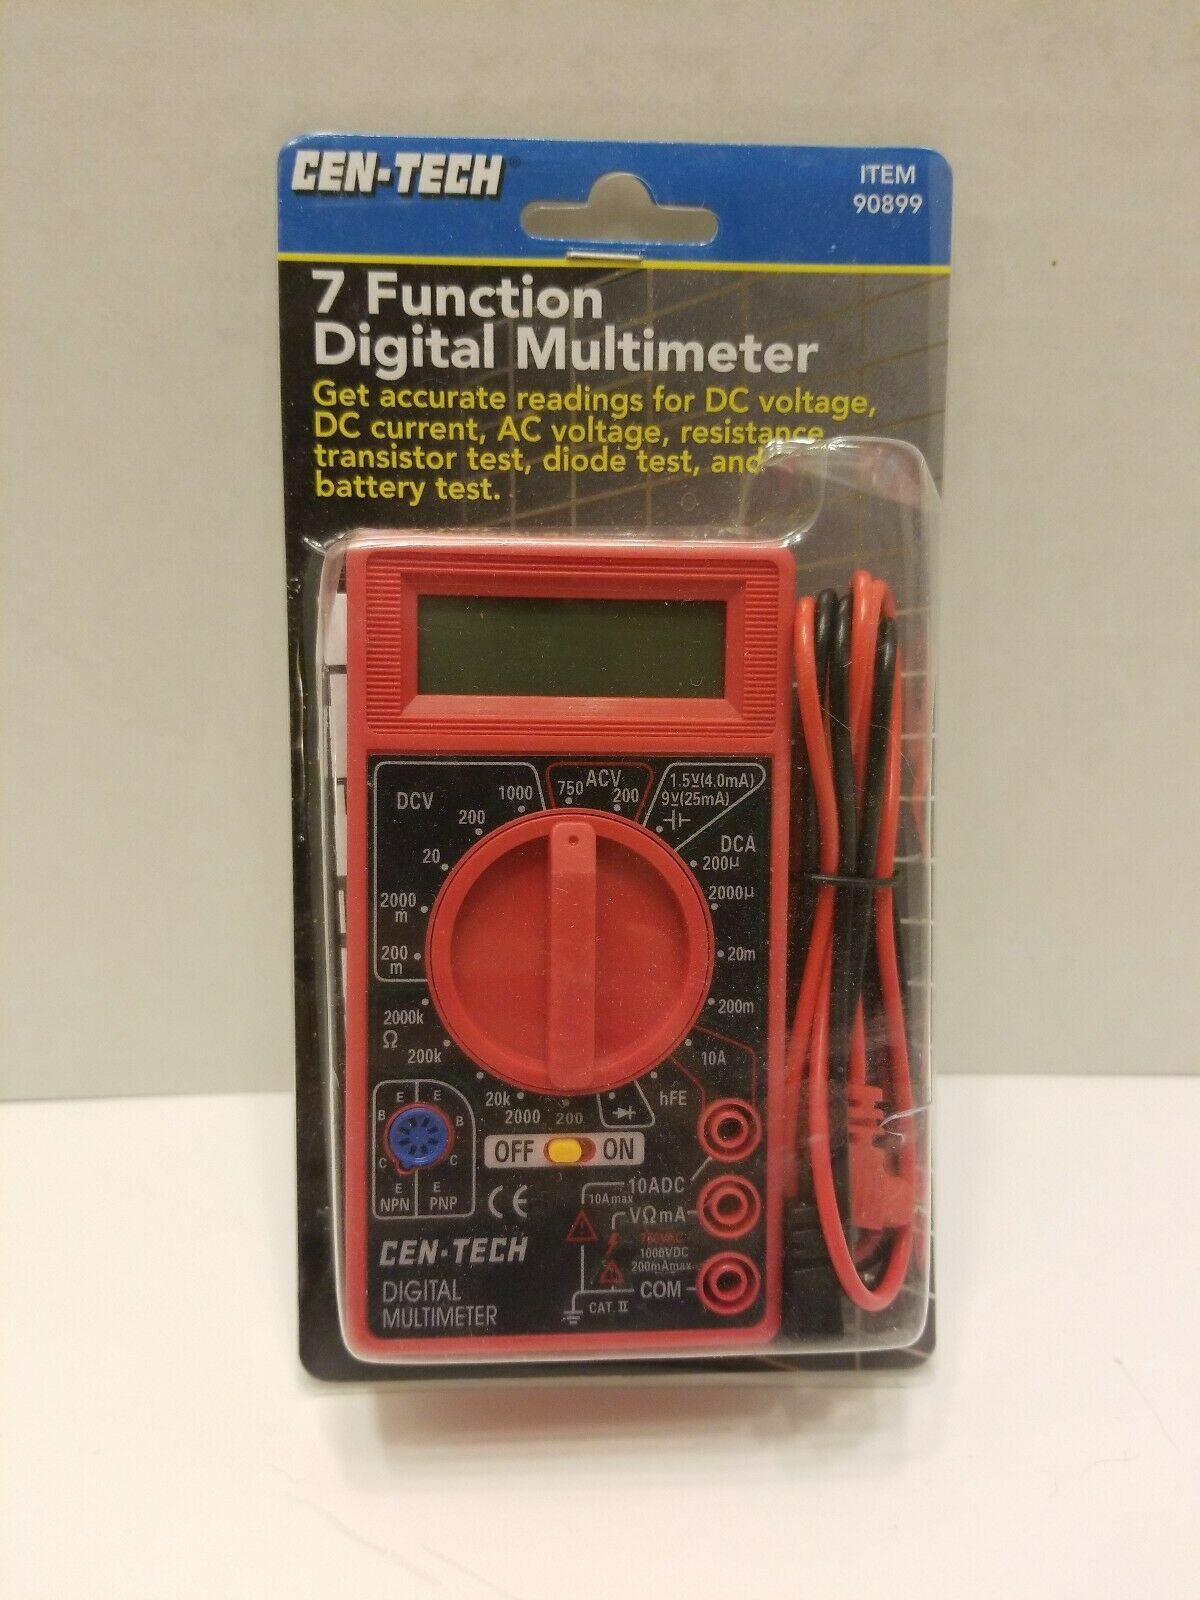 CEN-TECH®
ITEM
90899
7 Function
Digital Multimeter
Get accurate readings for DC voltage,
DC current, AC voltage, resistance
transistor test, diode test, and
battery test.
DCV
1000
750
ACV
200
1.5V(4.0mA)
9V(25mA)
200
20
2000
m
200
m
DCA
200µ
2000µ
20m
200m
10A
hFE
2000k
Ω
200k
20k
2000
200
OFF
ON
E
E
B
B
C
C
E
E
NPN
PNP
CE
10ADC
10Amax
VΩmA
750VAC
1000VDC
200mAmax
COM
CAT. II
CEN-TECH
DIGITAL
MULTIMETER